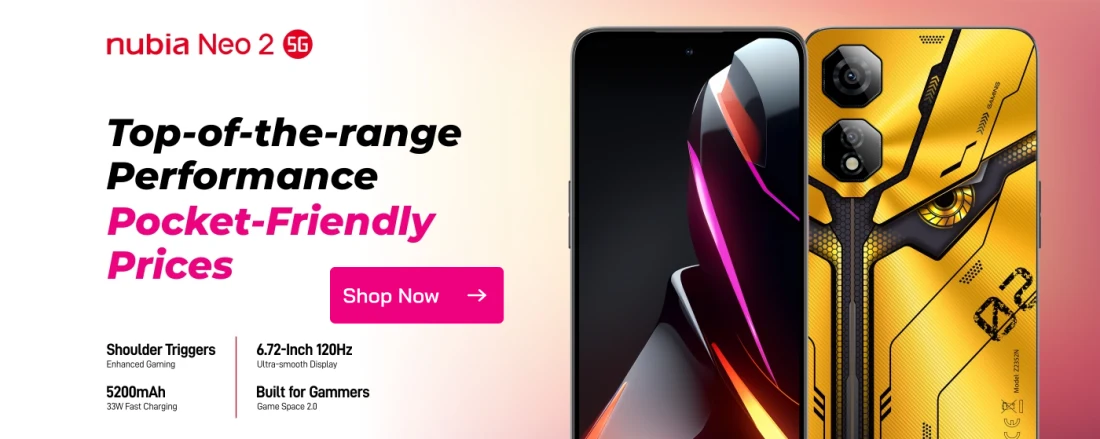 nubia Neo 2 5G
Top-of-the-range
Performance
Pocket-Friendly
Prices
Shop Now
Shoulder Triggers
Enhanced Gaming
6.72-Inch 120Hz
Ultra-smooth Display
5200mAh
33W Fast Charging
Built for Gammers
Game Space 2.0
GAMING
02
Model: Z2352N
CE